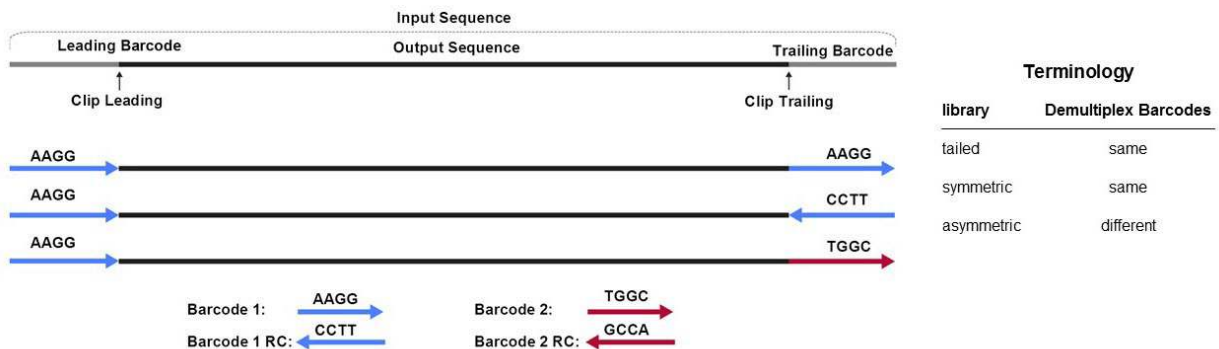 Input Sequence
Leading Barcode Output Sequence Trailing Barcode
Clip Leading Clip Trailing
AAGG AAGG
AAGG CCTT
AAGG TGGC
Barcode 1: AAGG Barcode 2: TGGC
Barcode 1 RC: CCTT Barcode 2 RC: GCCA
Terminology
library Demultiplex Barcodes
tailed same
symmetric same
asymmetric different